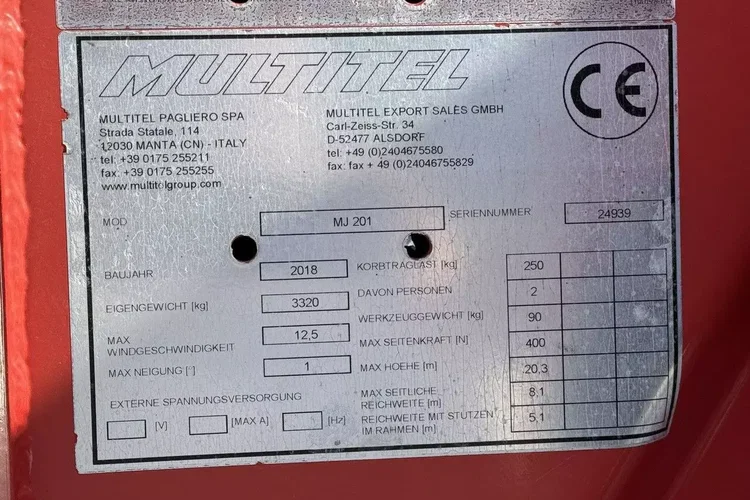 MULTITEL
CE
MULTITEL PAGLIERO SPA
Strada Statale, 114
12030 MANTA (CN) - ITALY
tel: +39 0175 255211
fax: +39 0175 255255
www.multitelgroup.com
MULTITEL EXPORT SALES GMBH
Carl-Zeiss-Str. 34
D-52477 ALSDORF
tel: +49 (0)2404675580
fax: fax + 49 (0)24046755829
MOD MJ 201 SERIENNUMMER 24939
BAUJAHR 2018
EIGENGEWICHT [kg] 3320
MAX WINDGESCHWINDIGKEIT 12,5
MAX NEIGUNG [°] 1
EXTERNE SPANNUNGSVERSORGUNG
[V] [MAX A] [Hz]
KORBTRAGLAST [kg] 250
DAVON PERSONEN 2
WERKZEUGGEWICHT [kg] 90
MAX SEITENKRAFT [N] 400
MAX HOEHE [m] 20,3
MAX SEITLICHE REICHWEITE [m] 8,1
REICHWEITE MIT STÜTZEN IM RAHMEN [m] 5,1